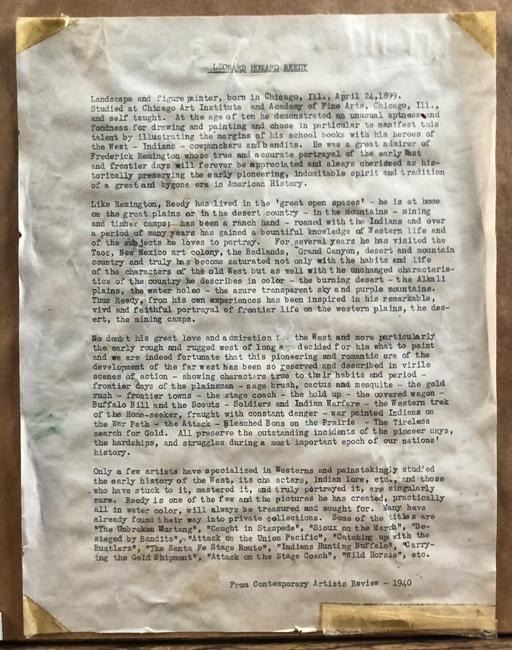 LEONARD HOWARD REEDY
Landscape and figure painter, born in Chicago, Ill., April 24,1899.
Studied at Chicago Art Institute and Academy of Fine Arts, Chicago, Ill.,
and self taught. At the age of ten he demonstrated an unusual aptness and
fondness for drawing and painting and chose in particular to manifest this
talent by illustrating the margins of his school books with his heroes of
the West - Indians - cowpunchers and bandits. He was a great admirer of
Frederick Remington whose true and accurate portrayal of the early West
and frontier days will forever be appreciated and always cherished as his-
torically preserving the early pioneering, indomitable spirit and tradition
of a great and bygone era in American History.
Like Remington, Reedy has lived in the 'great open spaces' - he is at home
on the great plains or in the desert country - in the mountains - mining
and timber camps; has been a ranch hand - roamed with the Indians and over
a period of many years has gained a bountiful knowledge of Western life and
of the subjects he loves to portray. For several years he has visited the
Taos, New Mexico art colony, the Badlands, Grand Canyon, desert and mountain
country and truly has become saturated not only with the habits and life
of the characters of the old West but as well with the unchanged characteris-
tics of the country he describes in color - the burning desert - the Alkali
plains, the water holes - the azure transparent sky and purple mountains.
Thus Reedy, from his own experiences has been inspired in his remarkable,
vivd and faithful portrayal of frontier life on the western plains, the des-
ert, the mining camps.
No doubt his great love and admiration the West and more particularly
the early rough and rugged west of long a decided for him what to paint
and we are indeed fortunate that this pioneering and romantic era of the
development of the far west has been so reserved and described in virile
scenes of action - showing characters true to their habits and period -
frontier days of the plainsman - sage brush, cactus and mesquite - the gold
rush - frontier towns - the stage coach - the hold up - the covered wagon -
Buffalo Bill and the Scouts - Soldiers and Indian Warfare - the Western trek
of the Home-seeker, fraught with constant danger - war painted Indians on
the War Path - the Attack - Bleached Bons on the Prairie - The Tireless
search for Gold. All preserve the outstanding incidents of the pioneer days,
the hardships, and struggles during a most important epoch of our nations'
history.
Only a few artists have specialized in Westerns and painstakingly studied
the early history of the West, its cha acters, Indian lore, etc., and those
who have stuck to it, mastered it, and truly portrayed it, are singularly
rare. Reedy is one of the few and the pictures he has created, practically
all in water color, will always be treasured and sought for. Many have
already found their way into private collections. Some of the titles are
"The Unbroken Mustang", "Caught in Stampede", "Sioux on the March", "Be-
sieged by Bandits", "Attack on the Union Pacific", "Catching up with the
Rustlers", "The Santa Fe Stage Route", "Indians Hunting Buffalo", "Carry-
ing the Gold Shipment", "Attack on the Stage Coach", "Wild Horses", etc.
From Contemporary Artists Review - 1940